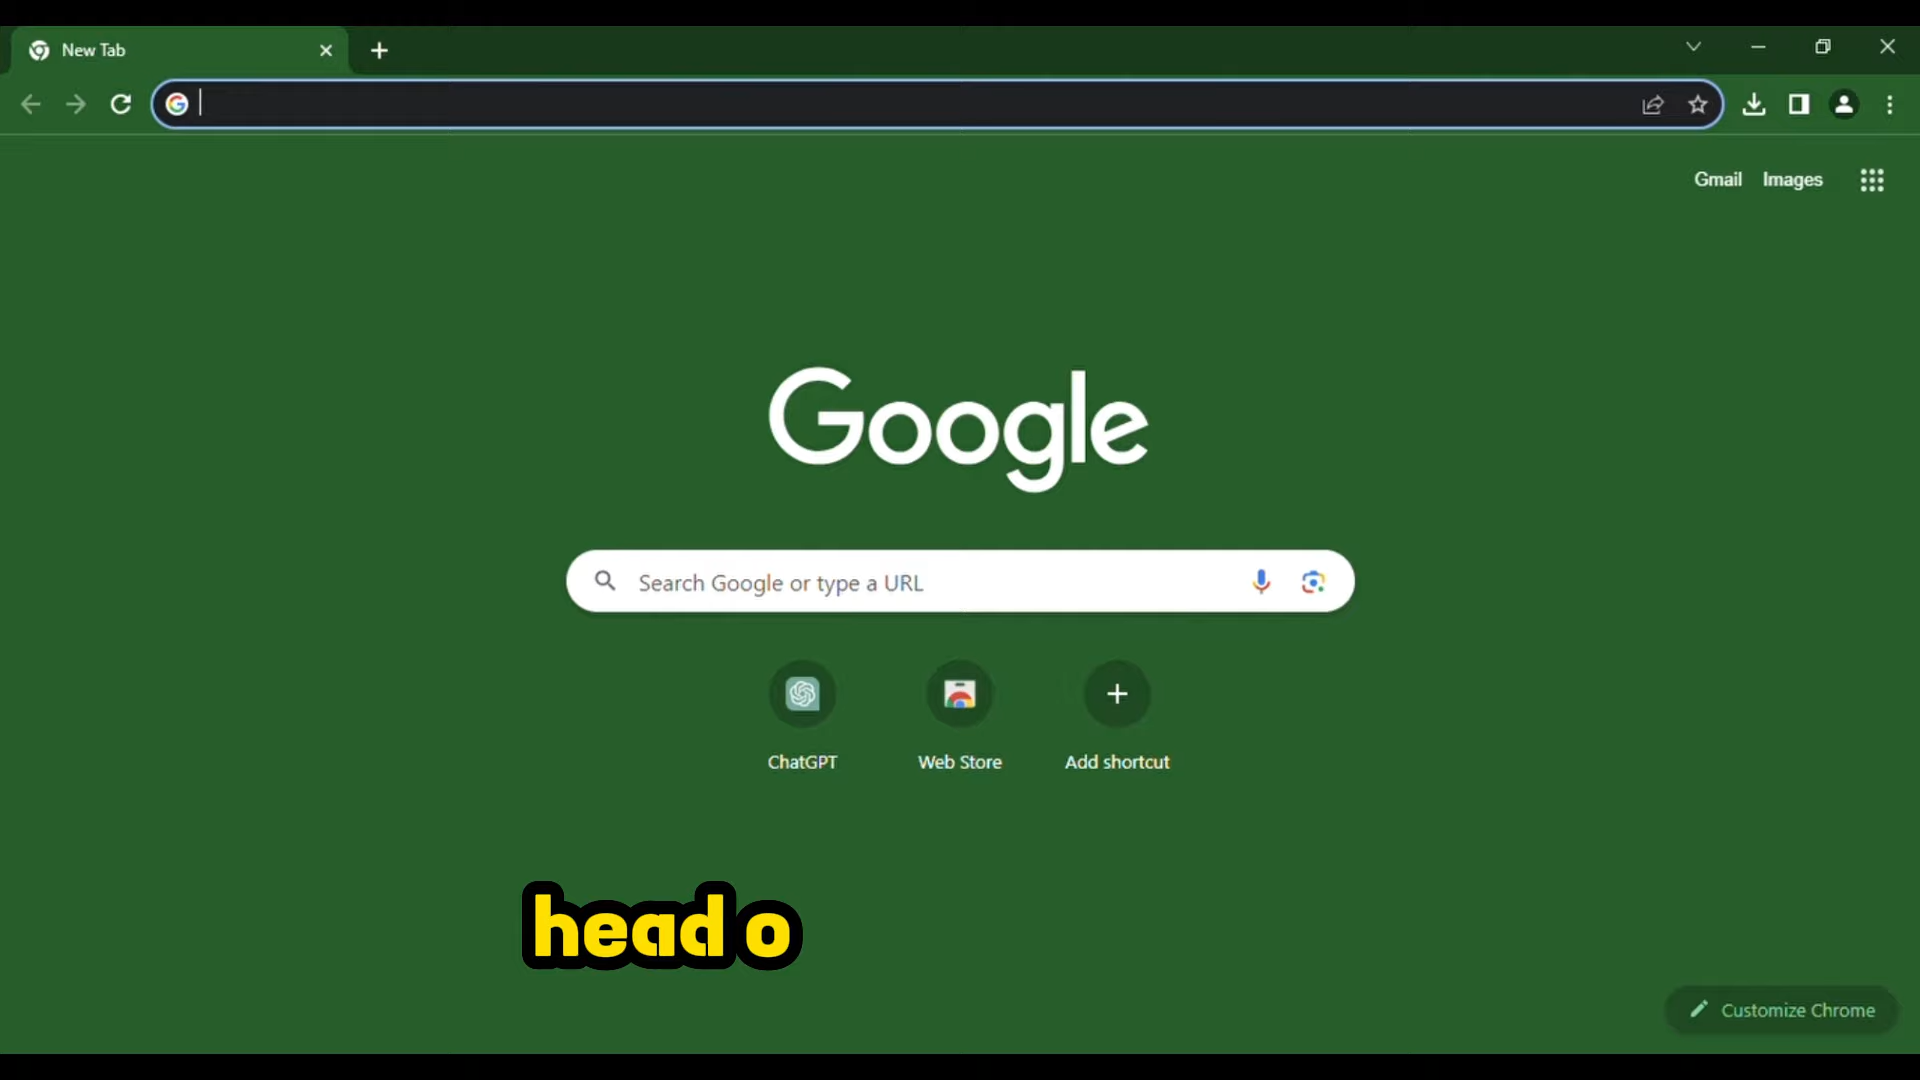 New Tab
Gmail Images
Google
Search Google or type a URL
ChatGPT Web Store Add shortcut
head o
Customize Chrome